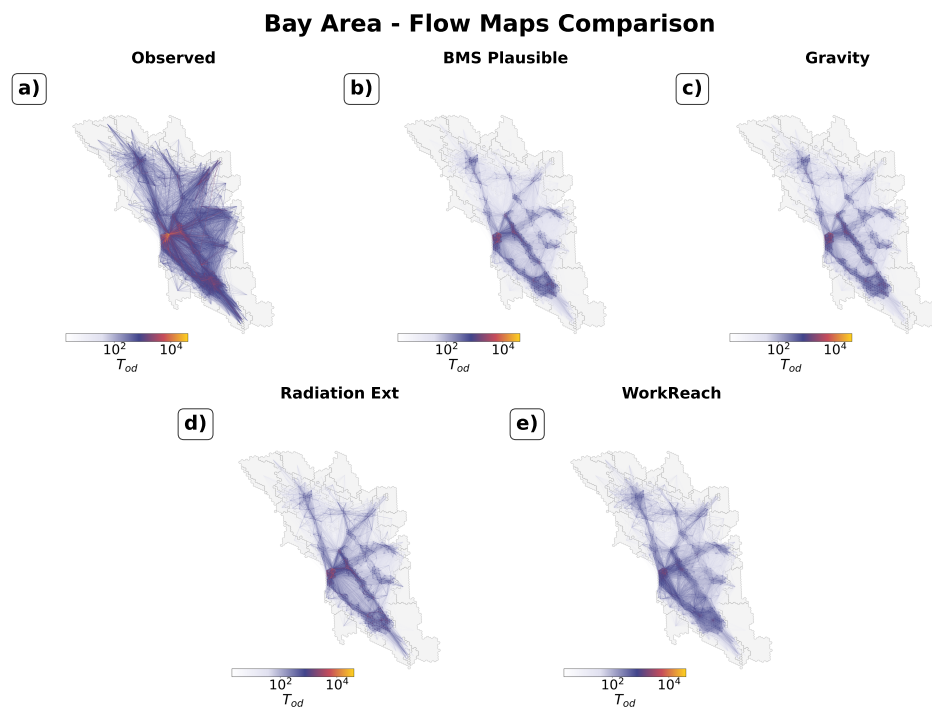 Bay Area - Flow Maps Comparison
Observed
BMS Plausible
Gravity
a)
b)
c)
10² 10⁴
T_od
10² 10⁴
T_od
10² 10⁴
T_od
Radiation Ext
WorkReach
d)
e)
10² 10⁴
T_od
10² 10⁴
T_od